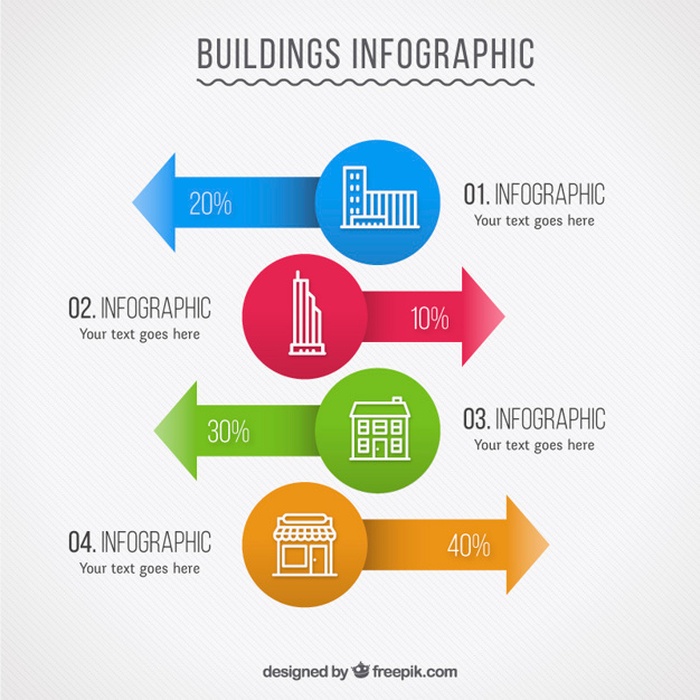 BUILDINGS INFOGRAPHIC
20%
01. INFOGRAPHIC
Your text goes here
02. INFOGRAPHIC
Your text goes here
10%
30%
03. INFOGRAPHIC
Your text goes here
04. INFOGRAPHIC
Your text goes here
40%
designed by freepik.com